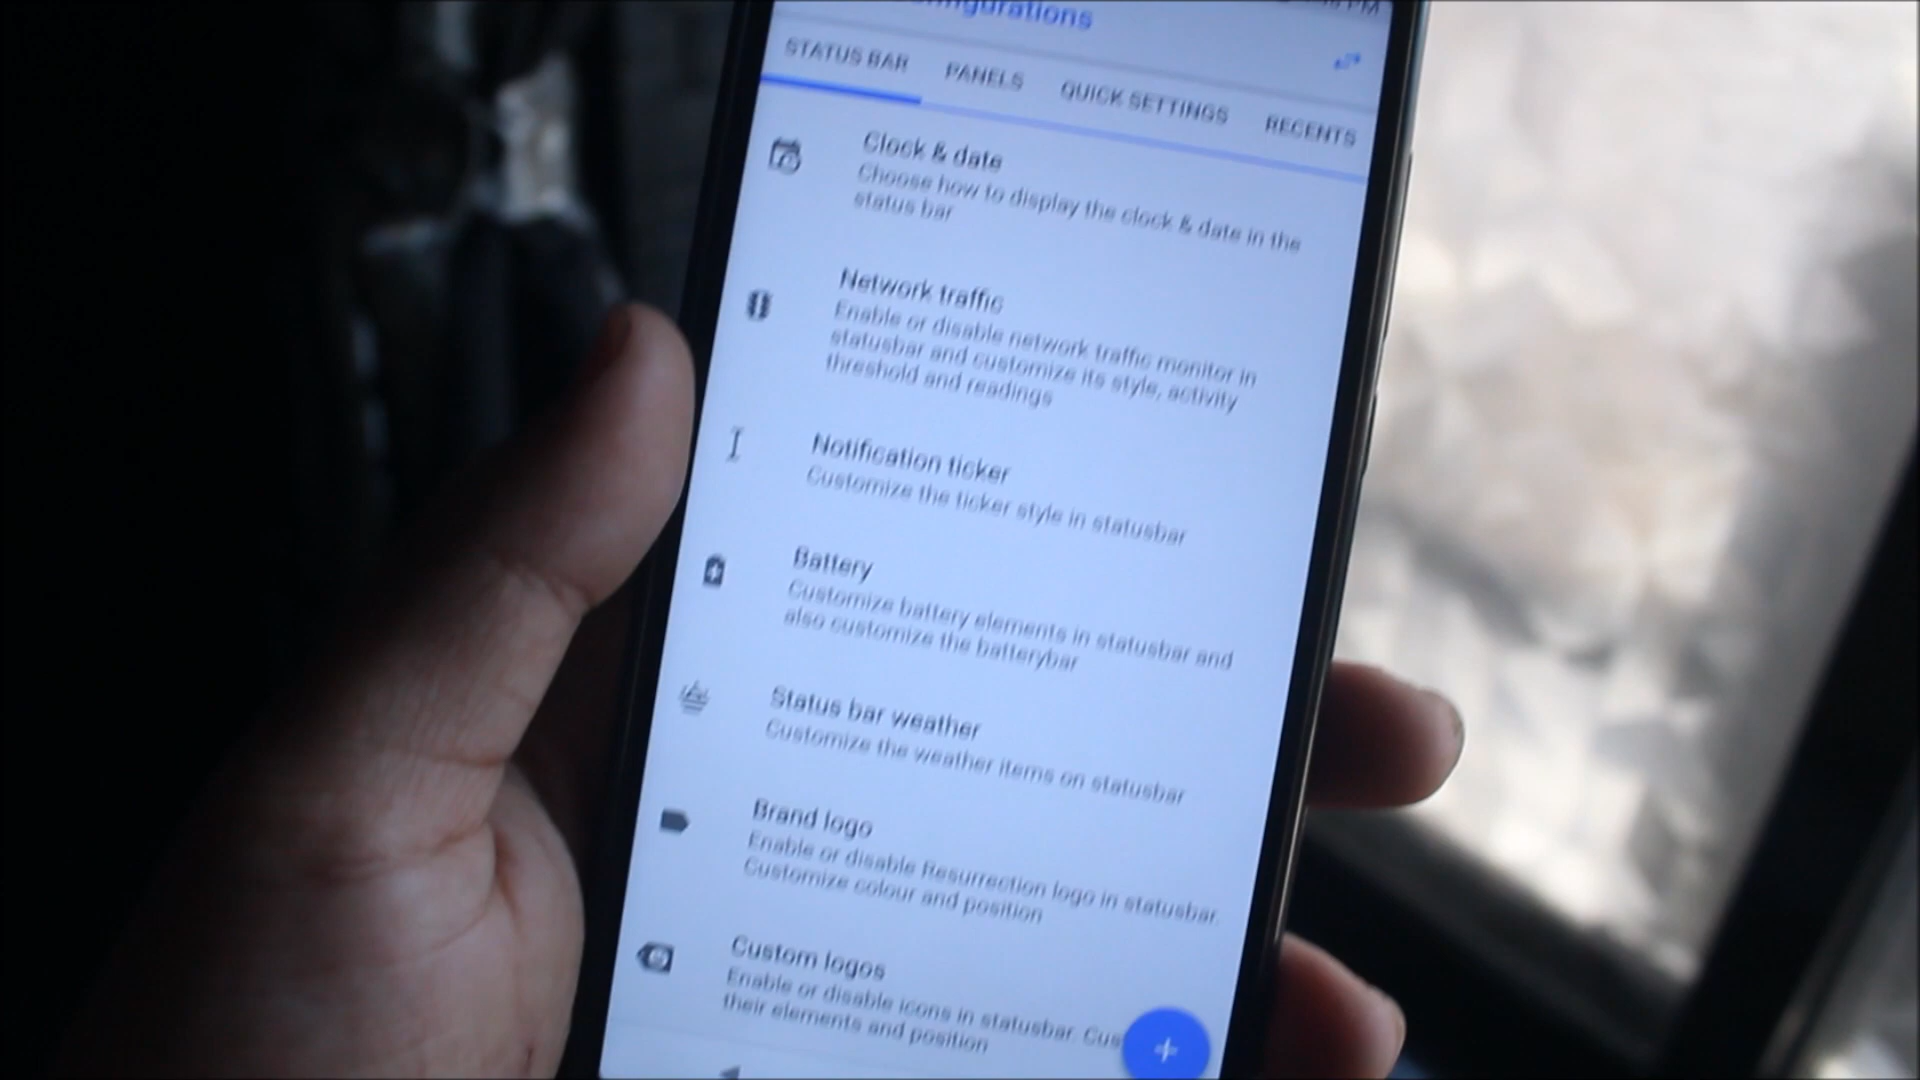 STATUS BAR PANELS QUICK SETTINGS RECENTS
Clock & date
Choose how to display the clock & date in the
status bar
Network traffic
Enable or disable network traffic monitor in
statusbar and customize its style, activity
threshold and readings
Notification ticker
Customize the ticker style in statusbar
Battery
Customize battery elements in statusbar and
also customize the batterybar
Status bar weather
Customize the weather items on statusbar
Brand logo
Enable or disable Resurrection logo in statusbar.
Customize colour and position
Custom logos
Enable or disable icons in statusbar.
their elements and position